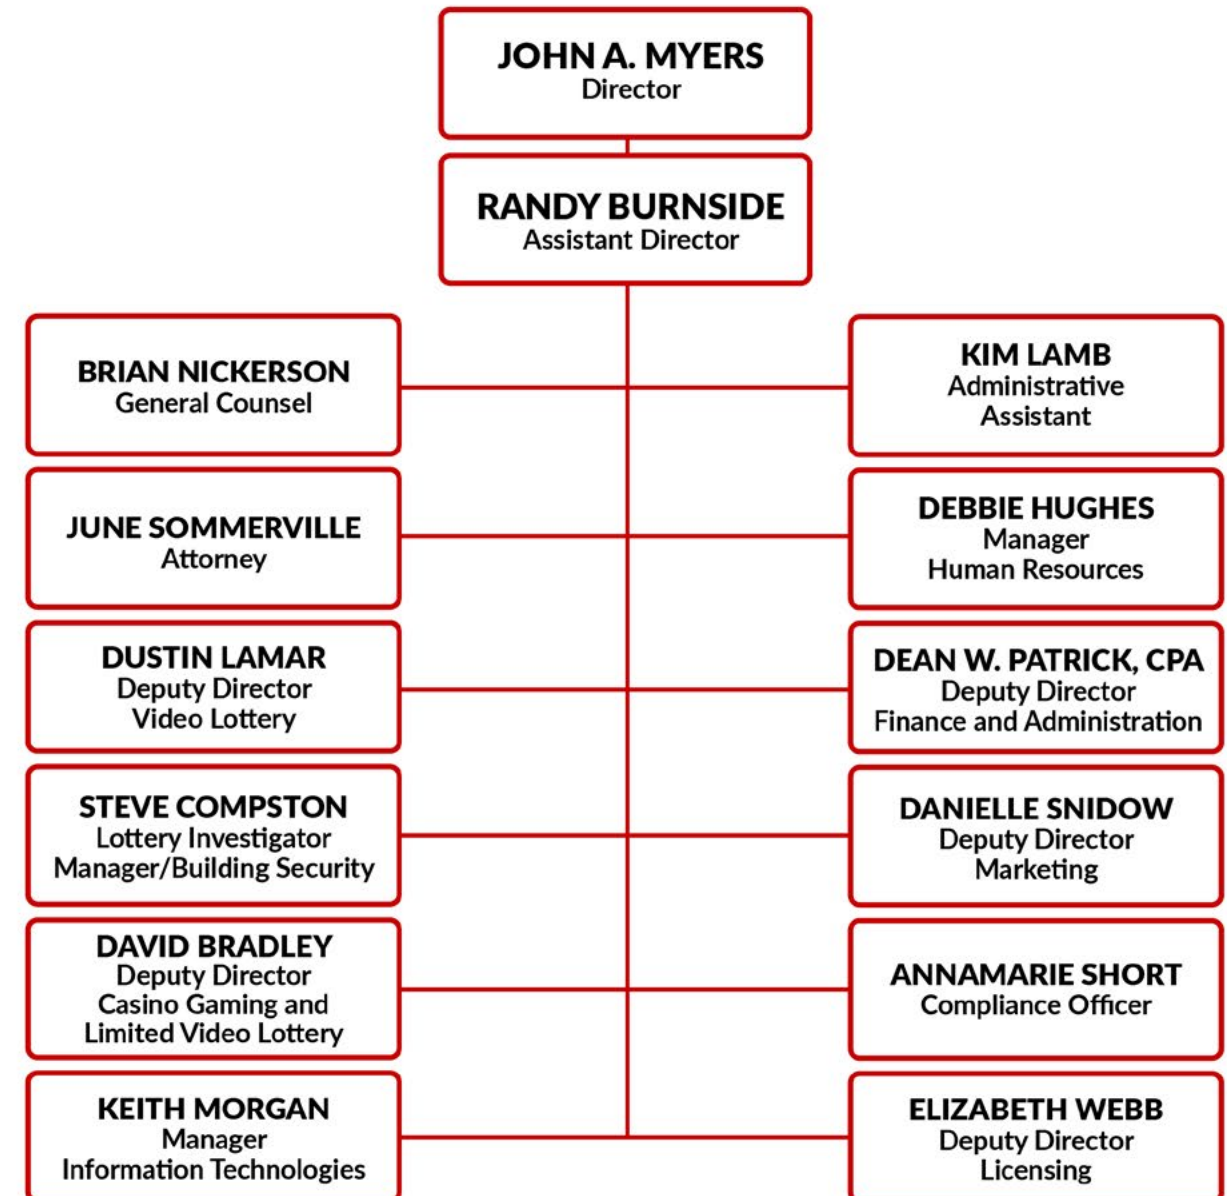 JOHN A. MYERS
Director
RANDY BURNSIDE
Assistant Director
BRIAN NICKERSON
General Counsel
KIM LAMB
Administrative
Assistant
JUNE SOMMERVILLE
Attorney
DEBBIE HUGHES
Manager
Human Resources
DUSTIN LAMAR
Deputy Director
Video Lottery
DEAN W. PATRICK, CPA
Deputy Director
Finance and Administration
STEVE COMPSTON
Lottery Investigator
Manager/Building Security
DANIELLE SNIDOW
Deputy Director
Marketing
DAVID BRADLEY
Deputy Director
Casino Gaming and
Limited Video Lottery
ANNAMARIE SHORT
Compliance Officer
KEITH MORGAN
Manager
Information Technologies
ELIZABETH WEBB
Deputy Director
Licensing